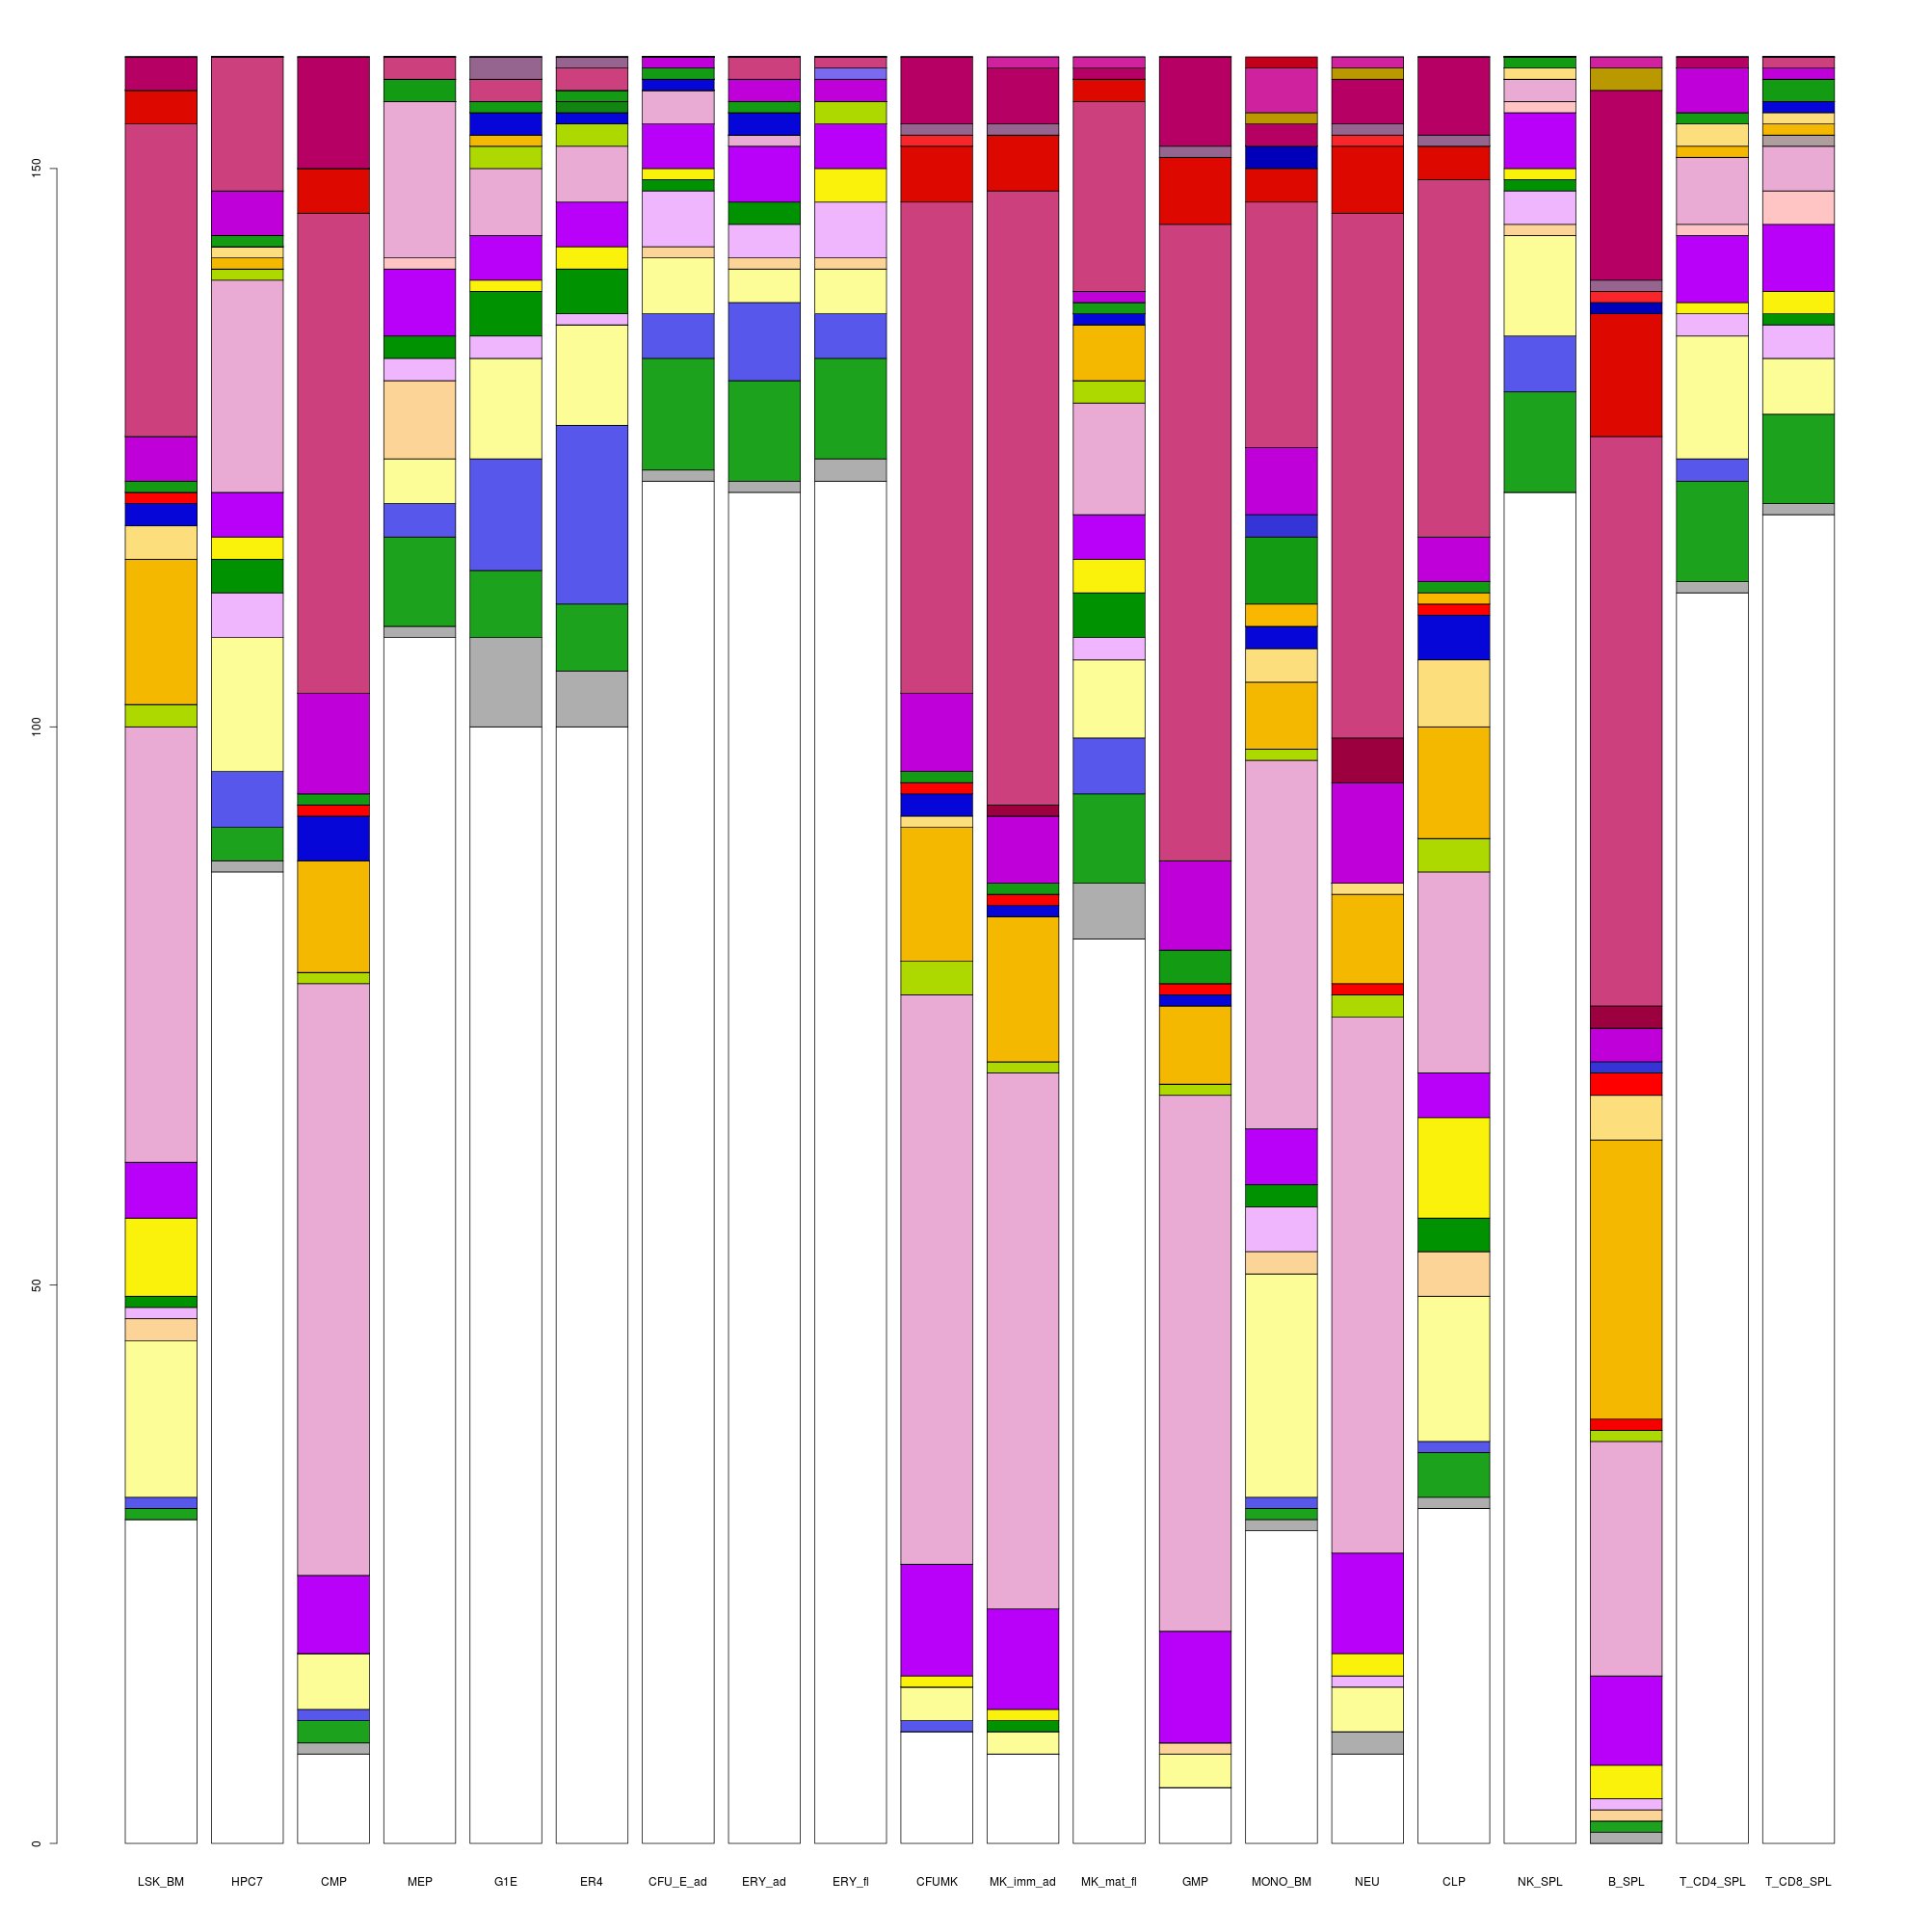 150
100
50
0
LSK_BM HPC7 CMP MEP G1E ER4 CFU_E_ad ERY_ad ERY_fl CFUMK MK_imm_ad MK_mat_fl GMP MONO_BM NEU CLP NK_SPL B_SPL T_CD4_SPL T_CD8_SPL